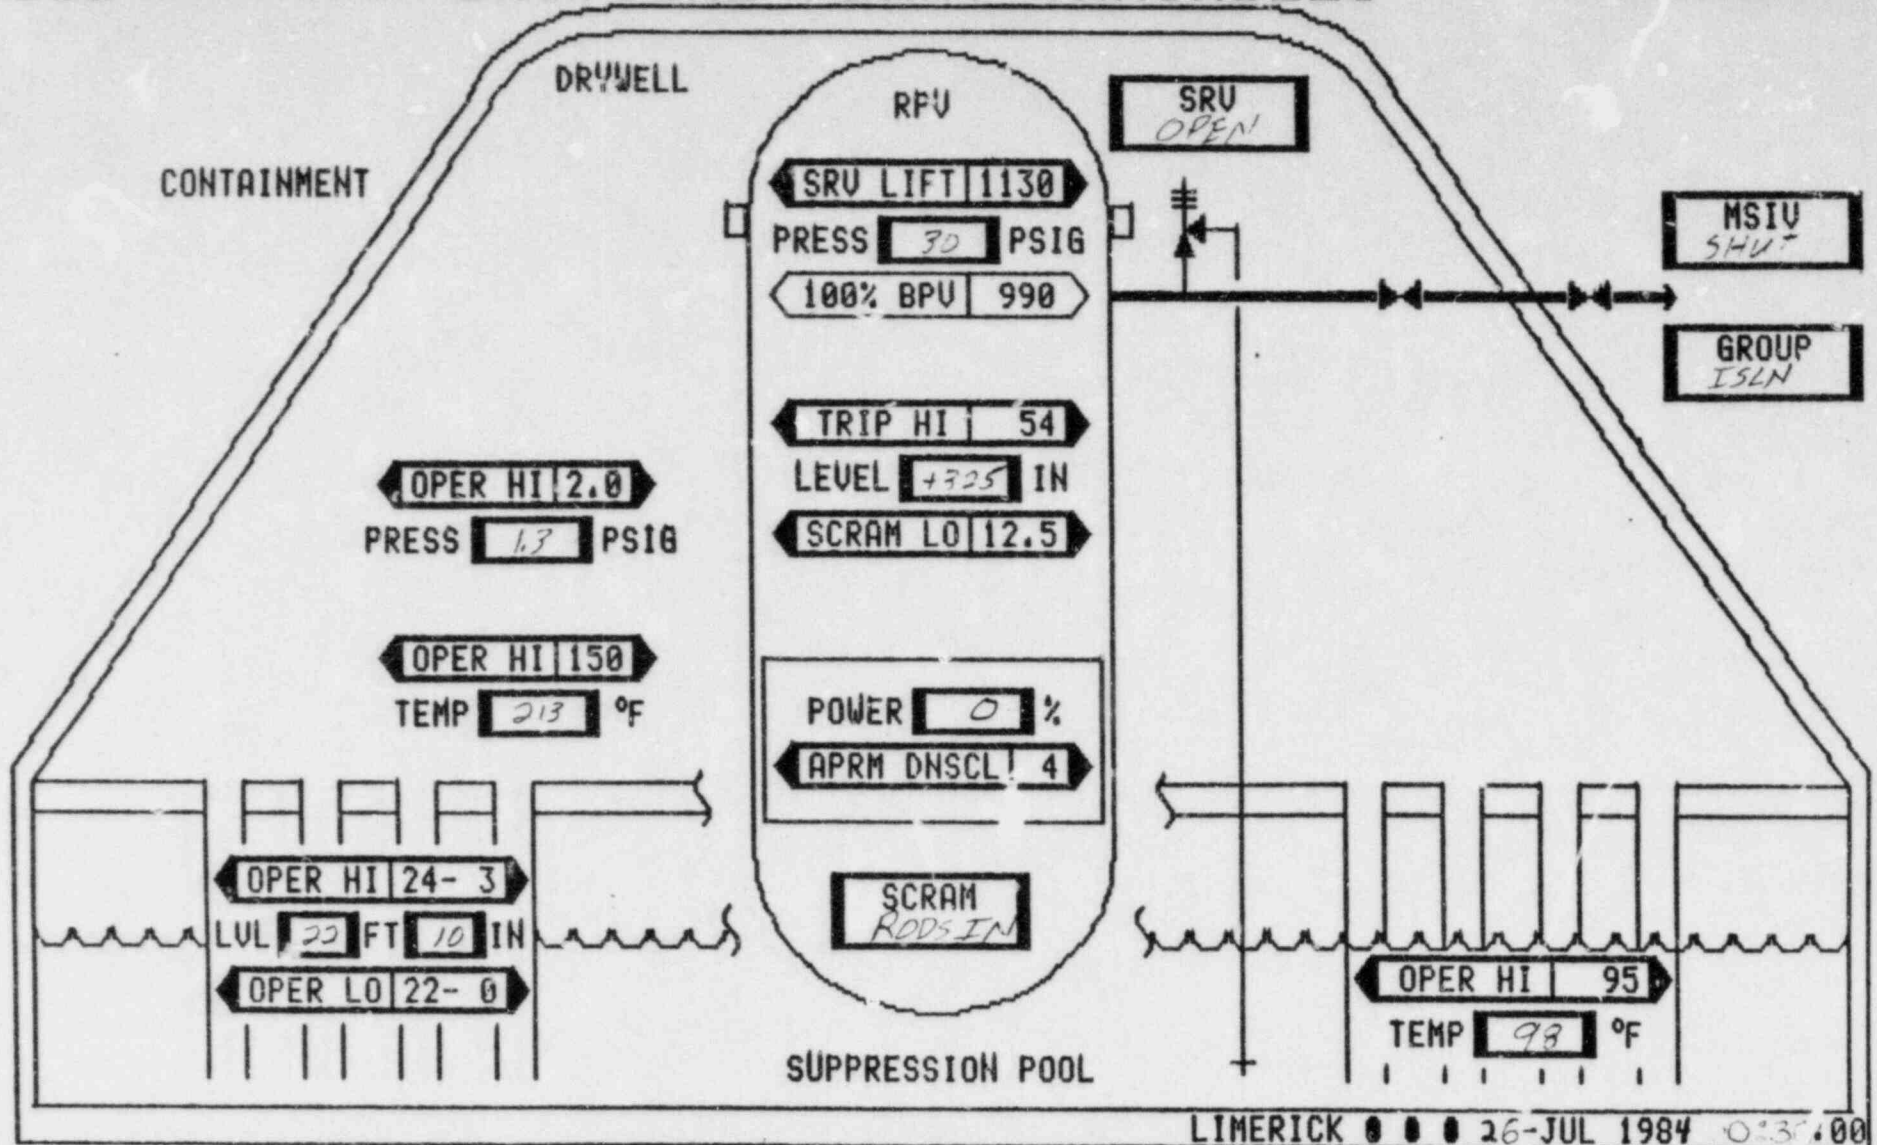 DRYWELL
RPV
SRV
OPEN
CONTAINMENT
SRV LIFT 1130
PRESS 30 PSIG
100% BPV 990
MSIV
SHUT
GROUP
ISLN
TRIP HI 54
LEVEL +325 IN
SCRAM LO 12.5
OPER HI 2.0
PRESS 1.3 PSIG
OPER HI 150
TEMP 213 °F
POWER 0 %
APRM DNSCL 4
OPER HI 24- 3
LVL 22 FT 10 IN
OPER LO 22- 0
SCRAM
RODS IN
OPER HI 95
TEMP 98 °F
SUPPRESSION POOL
LIMERICK 26-JUL 1984 :00